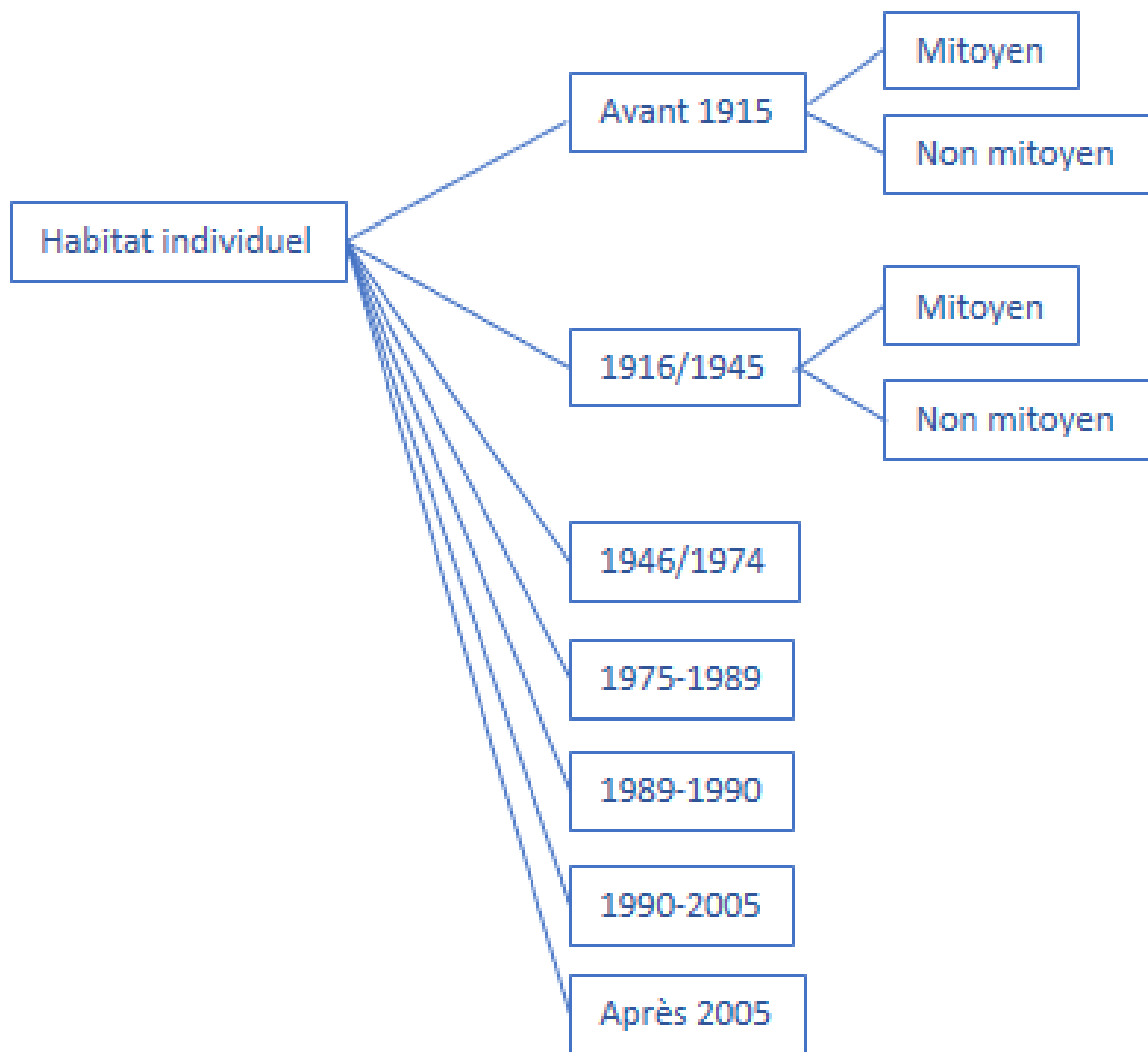 Habitat individuel
Avant 1915
Mitoyen
Non mitoyen
1916/1945
Mitoyen
Non mitoyen
1946/1974
1975-1989
1989-1990
1990-2005
Après 2005